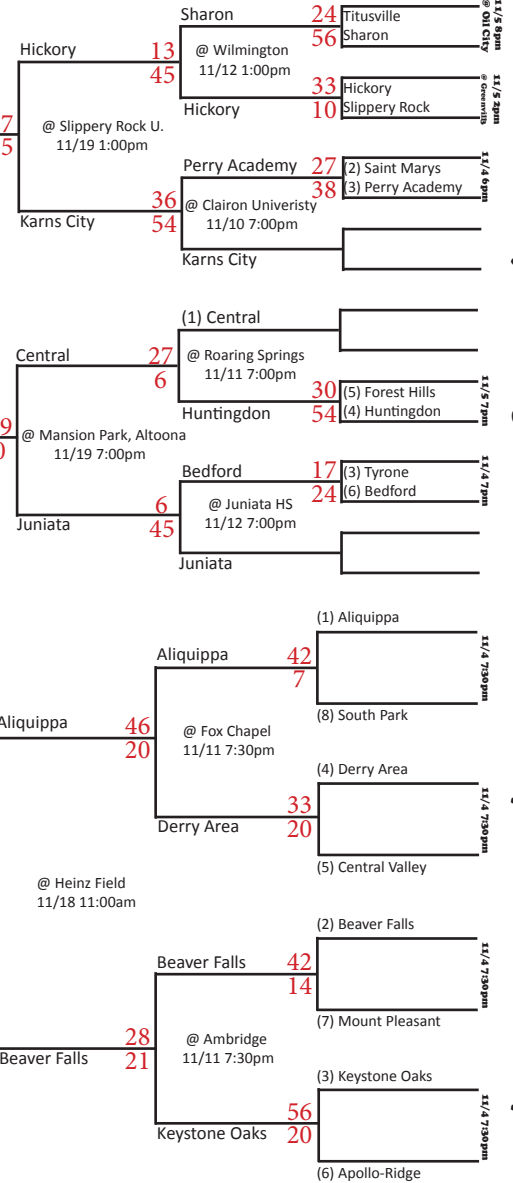 Sharon
24
Titusville
56
Sharon
11/5 8pm
@ Oil City
Hickory
13
45
@ Wilmington
11/12 1:00pm
Hickory
33
Hickory
10
Slippery Rock
11/5 2pm
@ Greenville
7
5
@ Slippery Rock U.
11/19 1:00pm
Perry Academy
27
(2) Saint Marys
38
(3) Perry Academy
11/4 6pm
Karns City
36
54
@ Clairon Univeristy
11/10 7:00pm
Karns City
(1) Central
Central
27
6
@ Roaring Springs
11/11 7:00pm
Huntingdon
30
(5) Forest Hills
54
(4) Huntingdon
11/5 7pm
9
0
@ Mansion Park, Altoona
11/19 7:00pm
Bedford
17
(3) Tyrone
24
(6) Bedford
11/4 7pm
Juniata
6
45
@ Juniata HS
11/12 7:00pm
Juniata
(1) Aliquippa
Aliquippa
42
7
11/4 7:30pm
(8) South Park
Aliquippa
46
20
@ Fox Chapel
11/11 7:30pm
(4) Derry Area
Derry Area
33
20
11/4 7:30pm
(5) Central Valley
@ Heinz Field
11/18 11:00am
(2) Beaver Falls
Beaver Falls
42
14
11/4 7:30pm
(7) Mount Pleasant
Beaver Falls
28
21
@ Ambridge
11/11 7:30pm
(3) Keystone Oaks
Keystone Oaks
56
20
11/4 7:30pm
(6) Apollo-Ridge